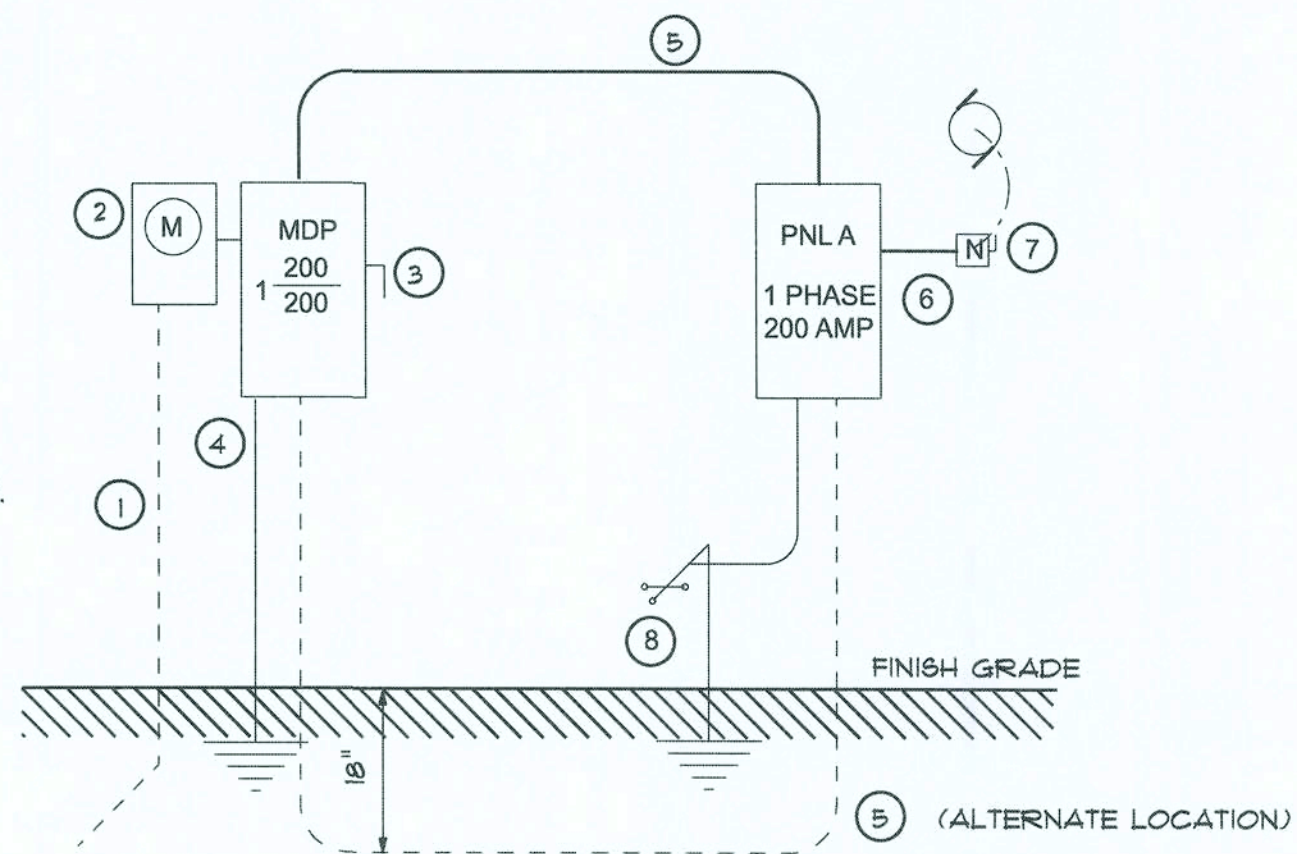 5
2
M
MDP
1 200
200
3
PNL A
1 PHASE
200 AMP
N
7
6
4
1
8
FINISH GRADE
18"
5 (ALTERNATE LOCATION)